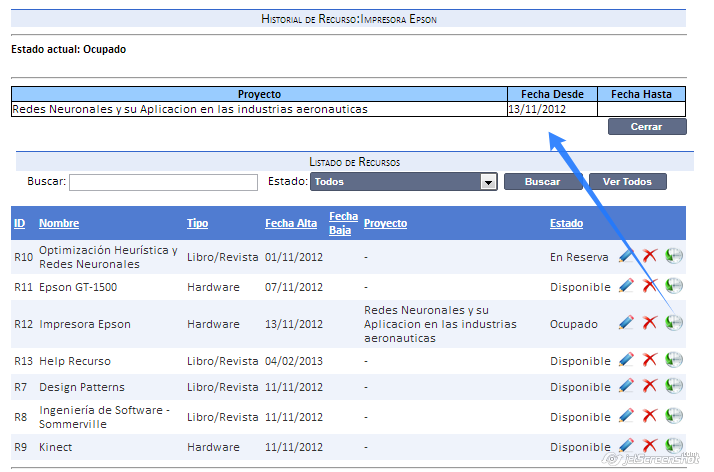 Historial de Recurso:Impresora Epson
Estado actual: Ocupado
Proyecto Fecha Desde Fecha Hasta
Redes Neuronales y su Aplicacion en las industrias aeronauticas 13/11/2012
Cerrar
Listado de Recursos
Buscar: Estado: Todos Buscar Ver Todos
ID Nombre Tipo Fecha Alta Fecha Baja Proyecto Estado
R10 Optimización Heurística y Redes Neuronales Libro/Revista 01/11/2012 - En Reserva
R11 Epson GT-1500 Hardware 07/11/2012 - Disponible
R12 Impresora Epson Hardware 13/11/2012 Redes Neuronales y su Aplicacion en las industrias aeronauticas Ocupado
R13 Help Recurso Libro/Revista 04/02/2013 - Disponible
R7 Design Patterns Libro/Revista 11/11/2012 - Disponible
R8 Ingeniería de Software - Sommerville Libro/Revista 11/11/2012 - Disponible
R9 Kinect Hardware 11/11/2012 - Disponible
jetScreenshot